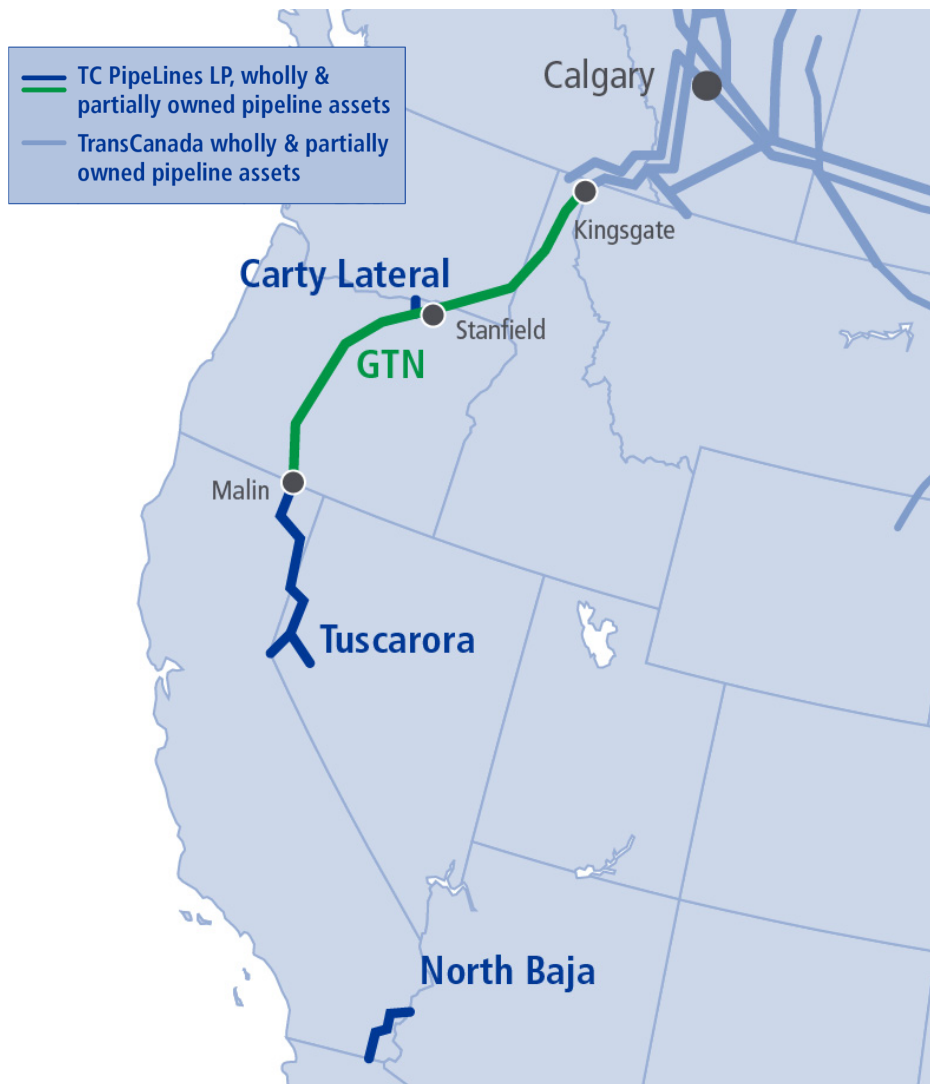 TC PipeLines LP, wholly &
partially owned pipeline assets
TransCanada wholly & partially
owned pipeline assets
Calgary
Kingsgate
Carty Lateral
Stanfield
GTN
Malin
Tuscarora
North Baja